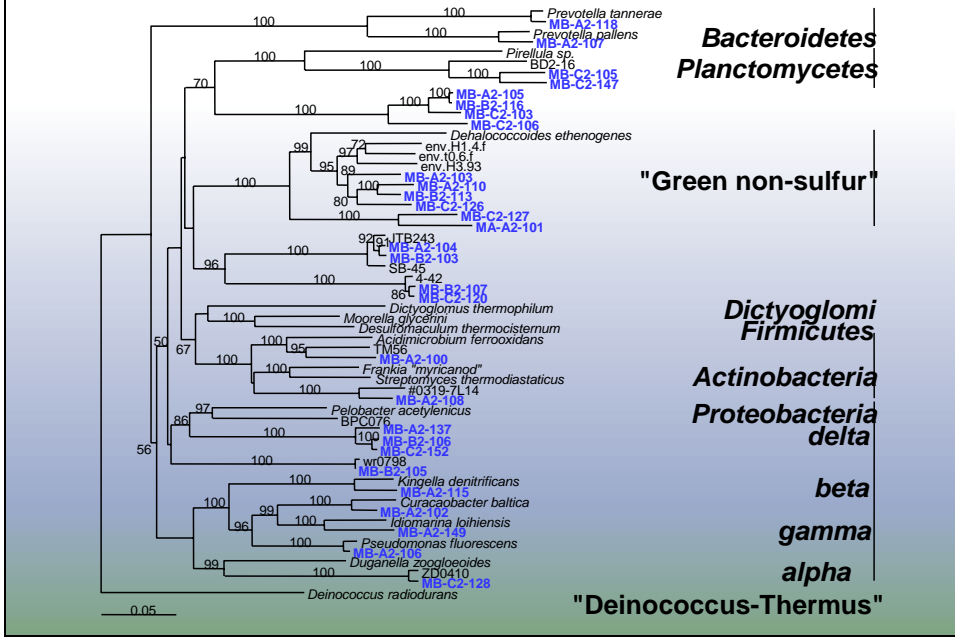 100
Prevotella tannerae
MB-A2-118
100
100
Prevotella pallens
MB-A2-107
Bacteroidetes
Pirellula sp.
100
BD2-16
Planctomycetes
100
MB-C2-105
100
MB-C2-147
70
MB-A2-105
100
MB-B2-116
100
MB-C2-103
100
MB-C2-106
Dehalococcoides ethenogenes
99
72
env.H1.4.f
97
env.t0.6.f
95
env.H3.93
89
MB-A2-103
100
100
MB-A2-110
"Green non-sulfur"
MB-B2-113
80
MB-C2-126
100
MB-C2-127
MA-A2-101
92
JTB243
91
MB-A2-104
100
MB-B2-103
96
SB-45
100
4-42
MB-B2-107
86
MB-C2-120
Dictyoglomus thermophilum
Dictyoglomi
100
Moorella glycerini
Desulfomaculum thermocisternum
Firmicutes
50
67
100
Acidimicrobium ferrooxidans
95
TM56
100
MB-A2-100
Frankia "myricanod"
100
Streptomyces thermodiastaticus
Actinobacteria
100
#0319-7L14
MB-A2-108
97
Pelobacter acetylenicus
Proteobacteria
86
BPC076
MB-A2-137
delta
100
100
MB-B2-106
MB-C2-152
56
100
wr0798
MB-B2-105
100
Kingella denitrificans
beta
MB-A2-115
100
100
Curacaobacter baltica
99
MB-A2-102
96
100
Idiomarina loihiensis
gamma
MB-A2-149
100
Pseudomonas fluorescens
MB-A2-106
99
Duganella zoogloeoides
100
ZD0410
alpha
MB-C2-128
Deinococcus radiodurans
"Deinococcus-Thermus"
0.05